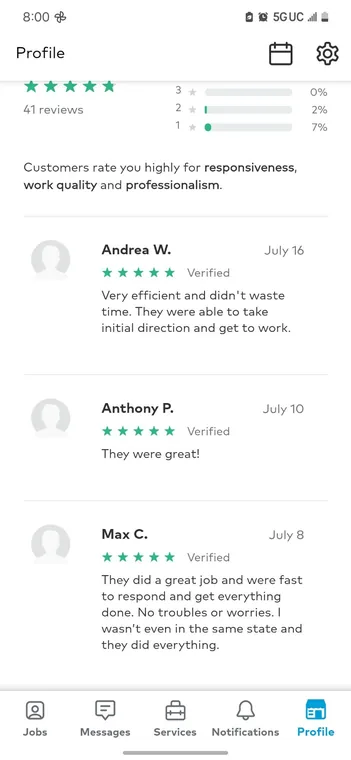 8:00
5GUC
Profile
3 0%
41 reviews
2 2%
1 7%
Customers rate you highly for responsiveness,
work quality and professionalism.
Andrea W. July 16
Verified
Very efficient and didn't waste
time. They were able to take
initial direction and get to work.
Anthony P. July 10
Verified
They were great!
Max C. July 8
Verified
They did a great job and were fast
to respond and get everything
done. No troubles or worries. I
wasn't even in the same state and
they did everything.
Jobs Messages Services Notifications Profile